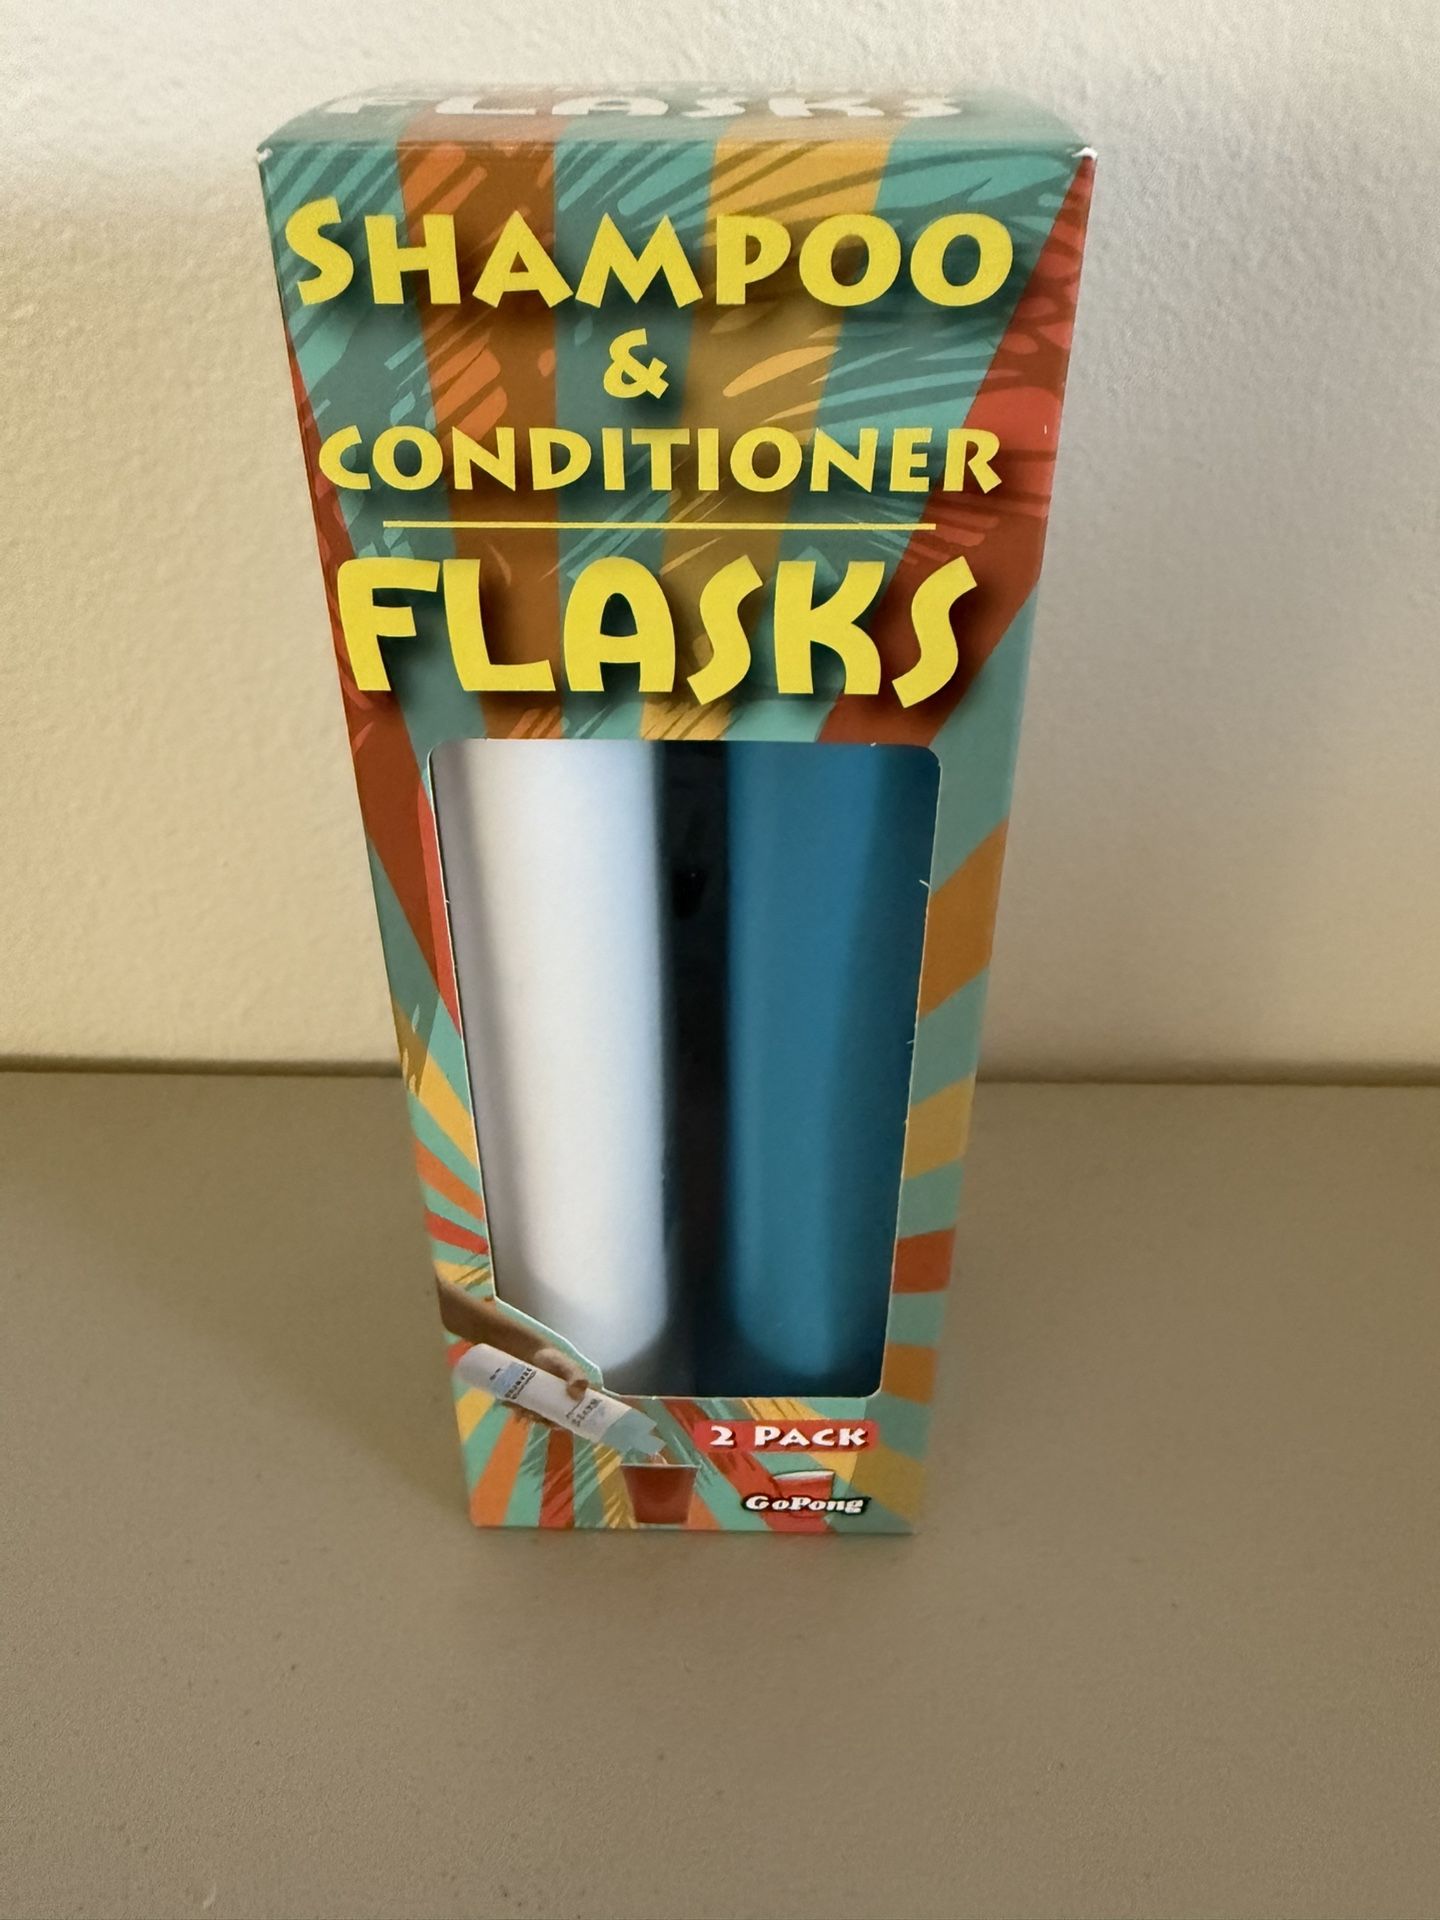 FLASKS
SHAMPOO
&
CONDITIONER
FLASKS
2 PACK
GoPong